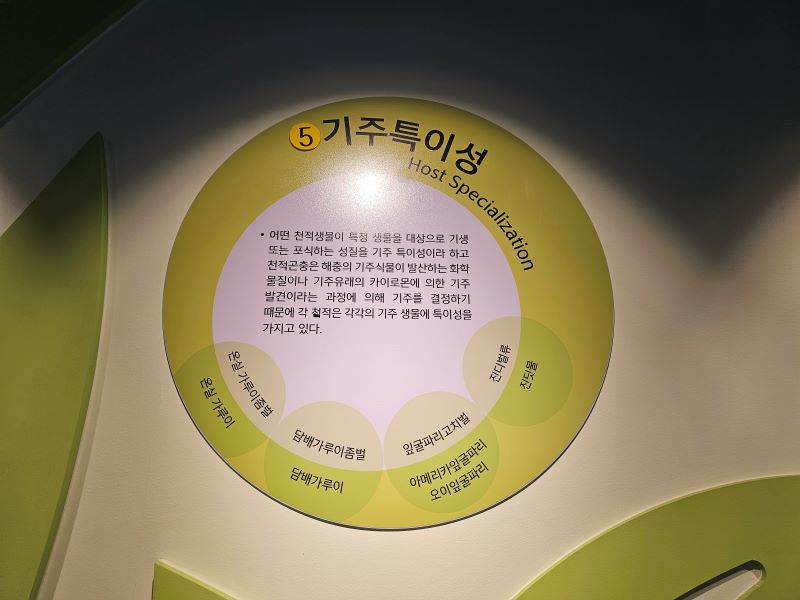 5 기주특이성
Host Specialization
• 어떤 천적생물이 특정 생물을 대상으로 기생
또는 포식하는 성질을 기주 특이성이라 하고
천적곤충은 해충의 기주식물이 발산하는 화학
물질이나 기주유래의 카이로몬에 의한 기주
발견이라는 과정에 의해 기주를 결정하기
때문에 각 천적은 각각의 기주 생물에 특이성을
가지고 있다.
온실 가루이좀벌
온실 가루이
담배가루이좀벌
담배가루이
잎굴파리고치벌
아메리카잎굴파리
오이잎굴파리
진디벌류
진딧물